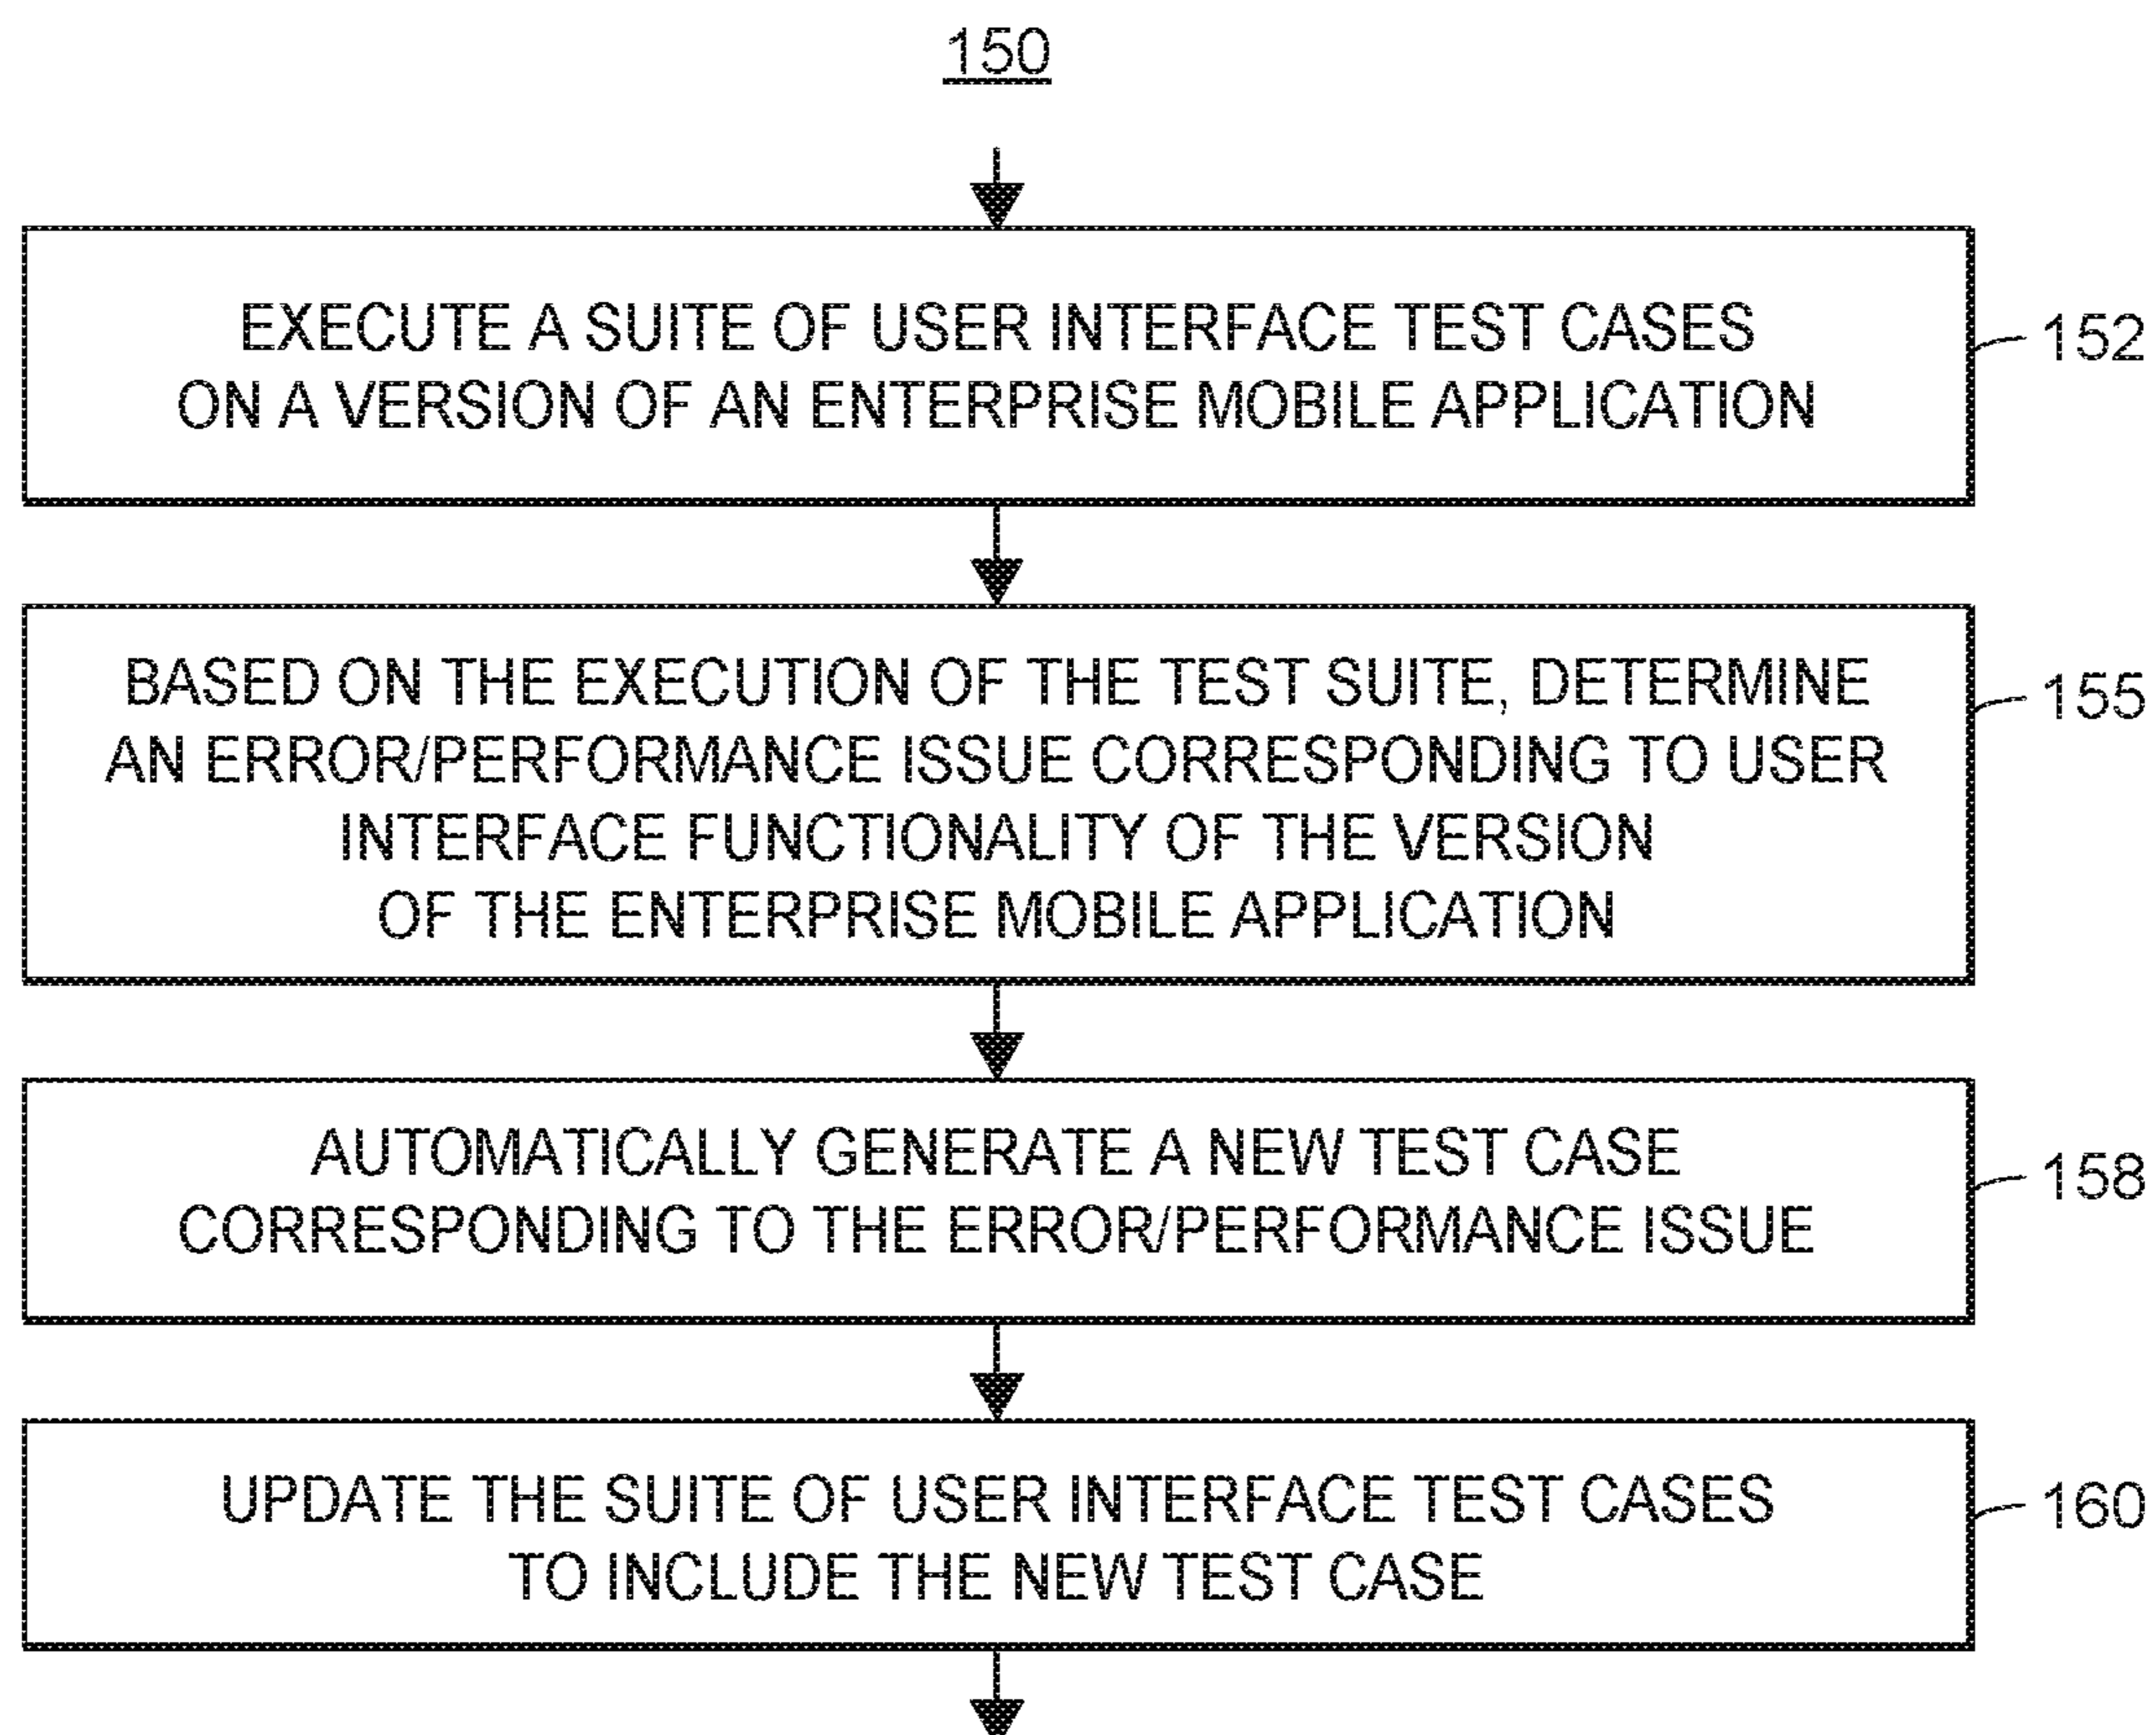 150
EXECUTE A SUITE OF USER INTERFACE TEST CASES
ON A VERSION OF AN ENTERPRISE MOBILE APPLICATION
152
BASED ON THE EXECUTION OF THE TEST SUITE, DETERMINE
AN ERROR/PERFORMANCE ISSUE CORRESPONDING TO USER
INTERFACE FUNCTIONALITY OF THE VERSION
OF THE ENTERPRISE MOBILE APPLICATION
155
AUTOMATICALLY GENERATE A NEW TEST CASE
CORRESPONDING TO THE ERROR/PERFORMANCE ISSUE
158
UPDATE THE SUITE OF USER INTERFACE TEST CASES
TO INCLUDE THE NEW TEST CASE
160